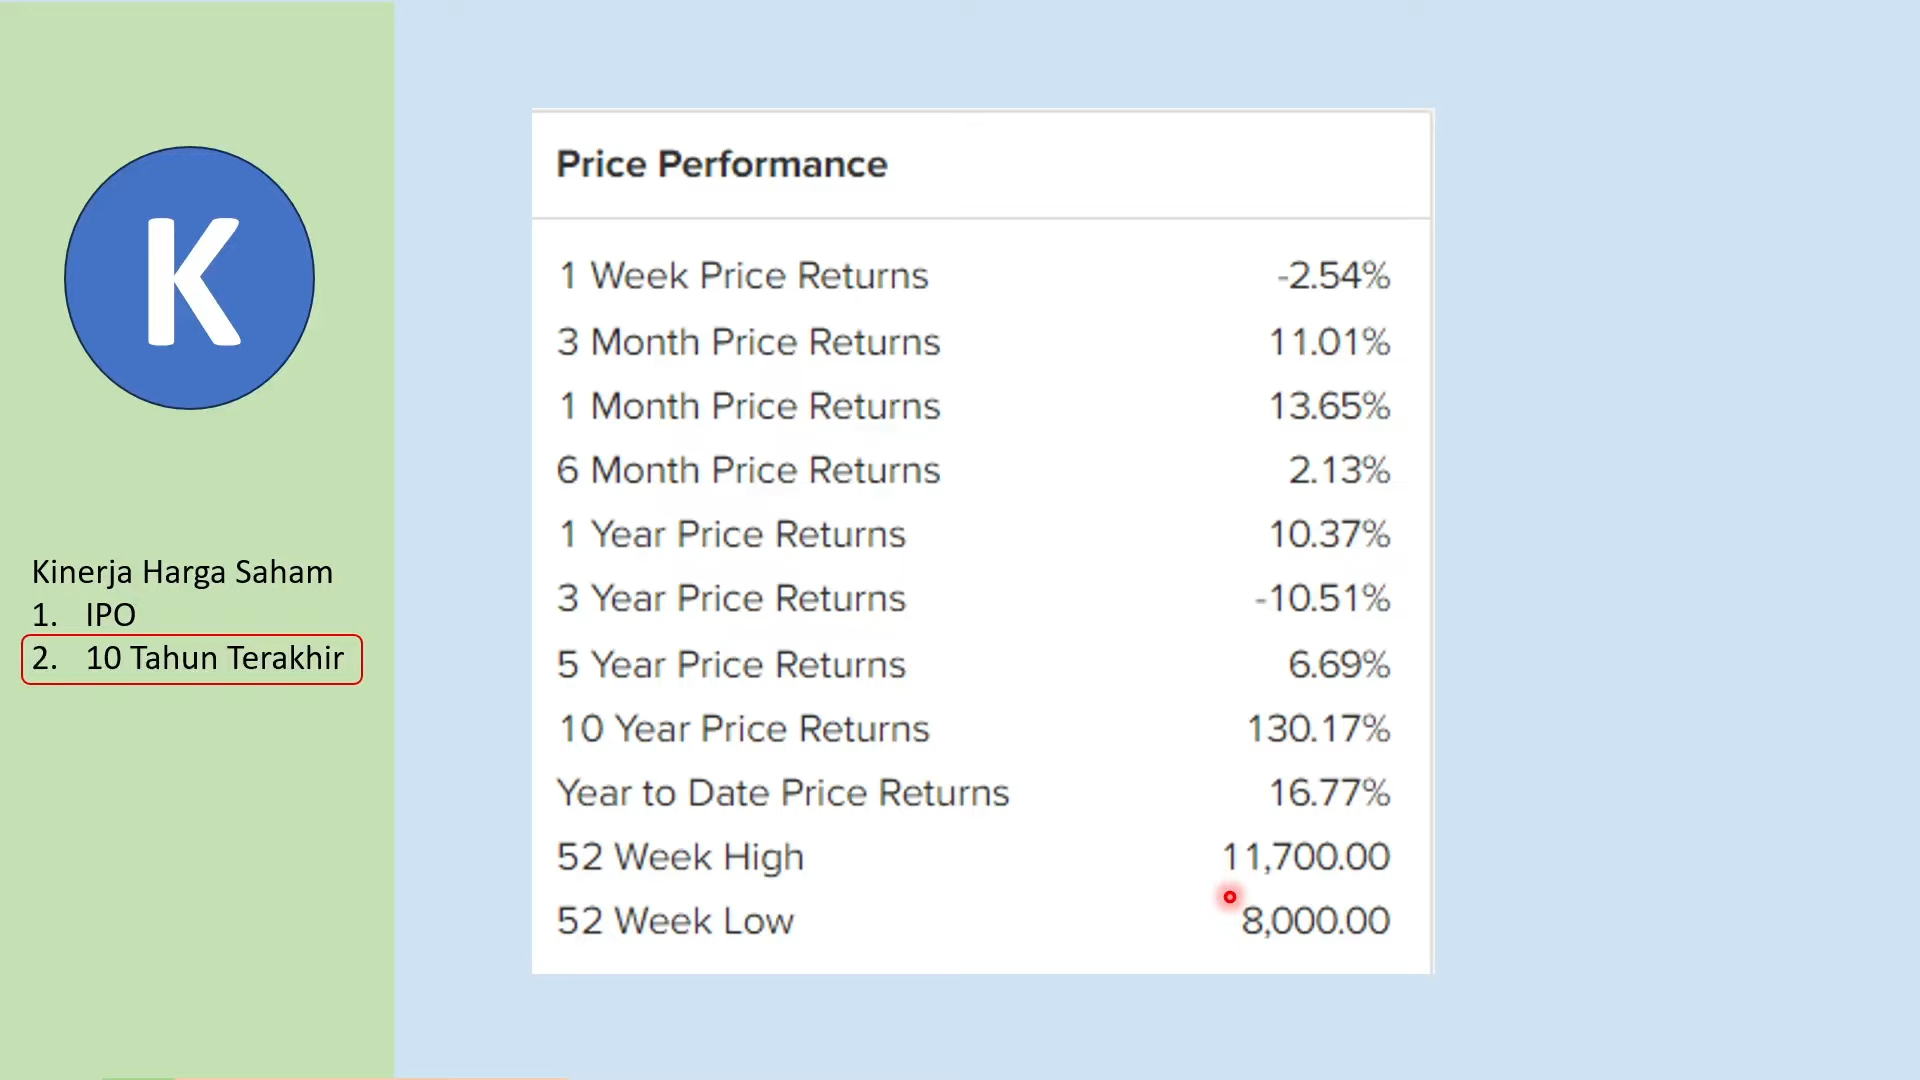 K
Kinerja Harga Saham
1. IPO
2. 10 Tahun Terakhir
Price Performance
1 Week Price Returns -2.54%
3 Month Price Returns 11.01%
1 Month Price Returns 13.65%
6 Month Price Returns 2.13%
1 Year Price Returns 10.37%
3 Year Price Returns -10.51%
5 Year Price Returns 6.69%
10 Year Price Returns 130.17%
Year to Date Price Returns 16.77%
52 Week High 11,700.00
52 Week Low 8,000.00